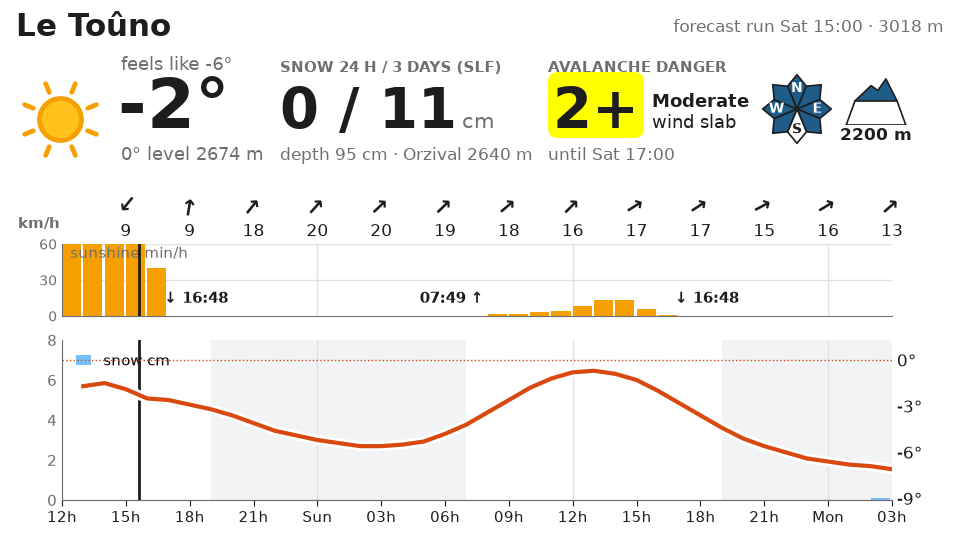 Le Toûno
forecast run Sat 15:00 · 3018 m
feels like -6°
-2°
0° level 2674 m
SNOW 24 H / 3 DAYS (SLF)
0 / 11 cm
depth 95 cm · Orzival 2640 m
AVALANCHE DANGER
2+
Moderate
wind slab
until Sat 17:00
N
W E
S
2200 m
km/h
9 9 18 20 20 19 18 16 17 17 15 16 13
60
sunshine min/h
30
↓ 16:48 07:49 ↑ ↓ 16:48
0
8
snow cm 0°
6
-3°
4
-6°
2
0 -9°
12h 15h 18h 21h Sun 03h 06h 09h 12h 15h 18h 21h Mon 03h